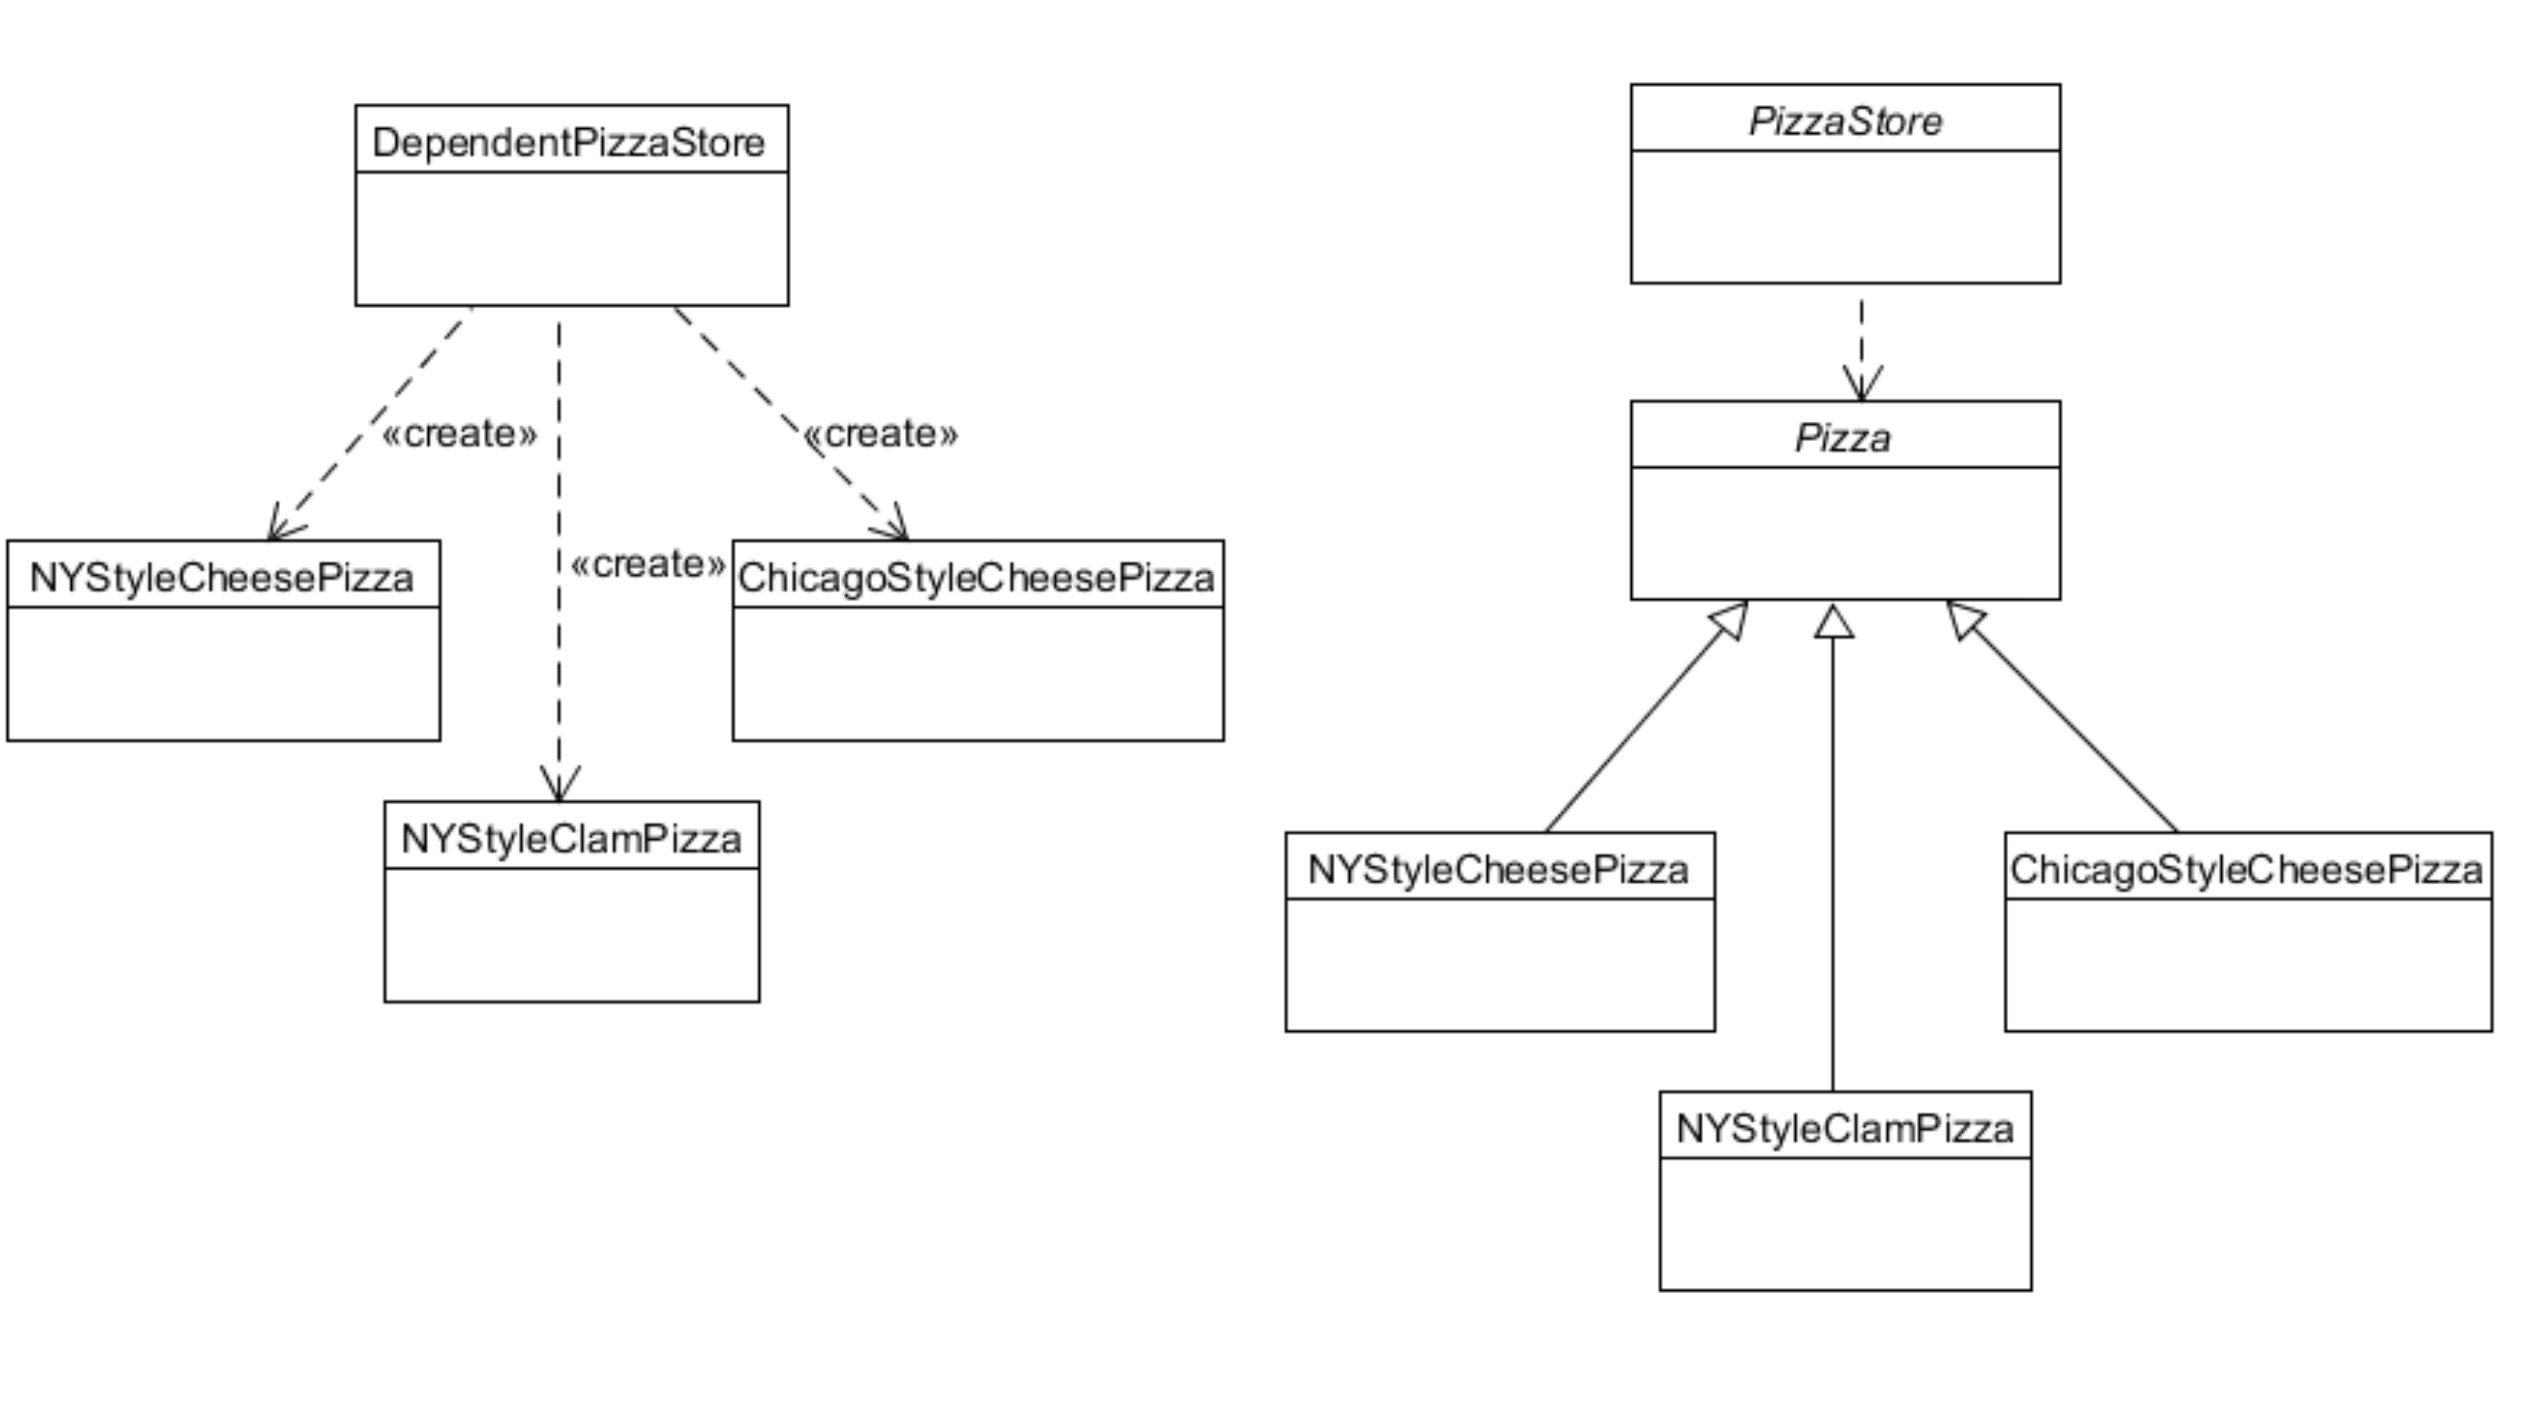 DependentPizzaStore
«create»
«create»
NYStyleCheesePizza
«create»
ChicagoStyleCheesePizza
NYStyleClamPizza
PizzaStore
Pizza
NYStyleCheesePizza
ChicagoStyleCheesePizza
NYStyleClamPizza